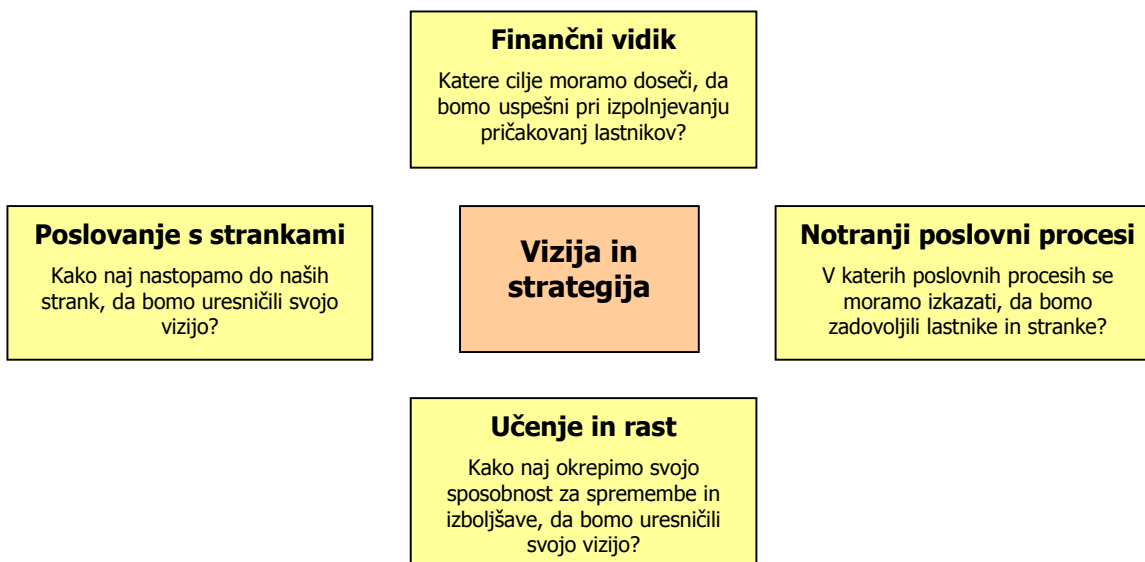 Finančni vidik
Katere cilje moramo doseči, da
bomo uspešni pri izpolnjevanju
pričakovanj lastnikov?
Poslovanje s strankami
Kako naj nastopamo do naših
strank, da bomo uresničili svojo
vizijo?
Vizija in
strategija
Notranji poslovni procesi
V katerih poslovnih procesih se
moramo izkazati, da bomo
zadovoljili lastnike in stranke?
Učenje in rast
Kako naj okrepimo svojo
sposobnost za spremembe in
izboljšave, da bomo uresničili
svojo vizijo?